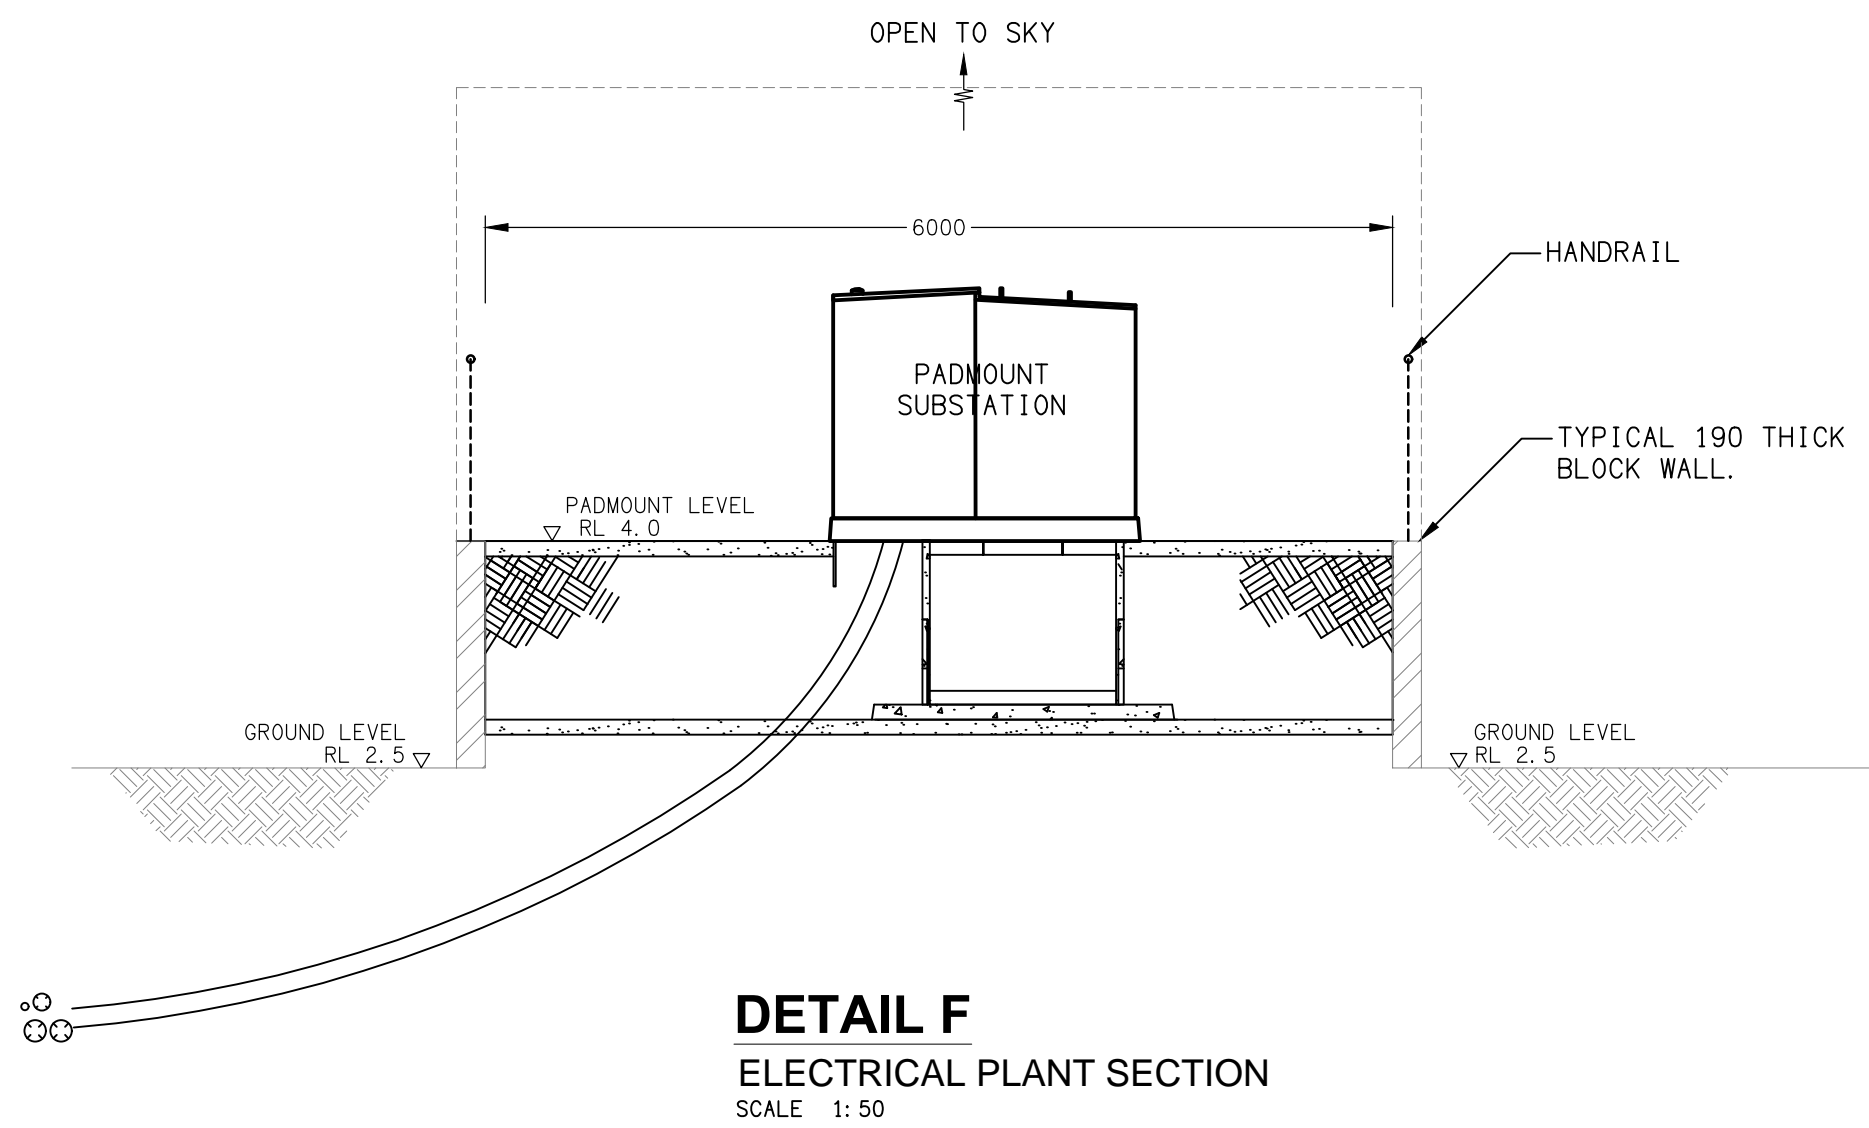 OPEN TO SKY
6000
HANDRAIL
PADMOUNT
SUBSTATION
TYPICAL 190 THICK
BLOCK WALL.
PADMOUNT LEVEL
RL 4.0
GROUND LEVEL
RL 2.5
GROUND LEVEL
RL 2.5
DETAIL F
ELECTRICAL PLANT SECTION
SCALE 1:50